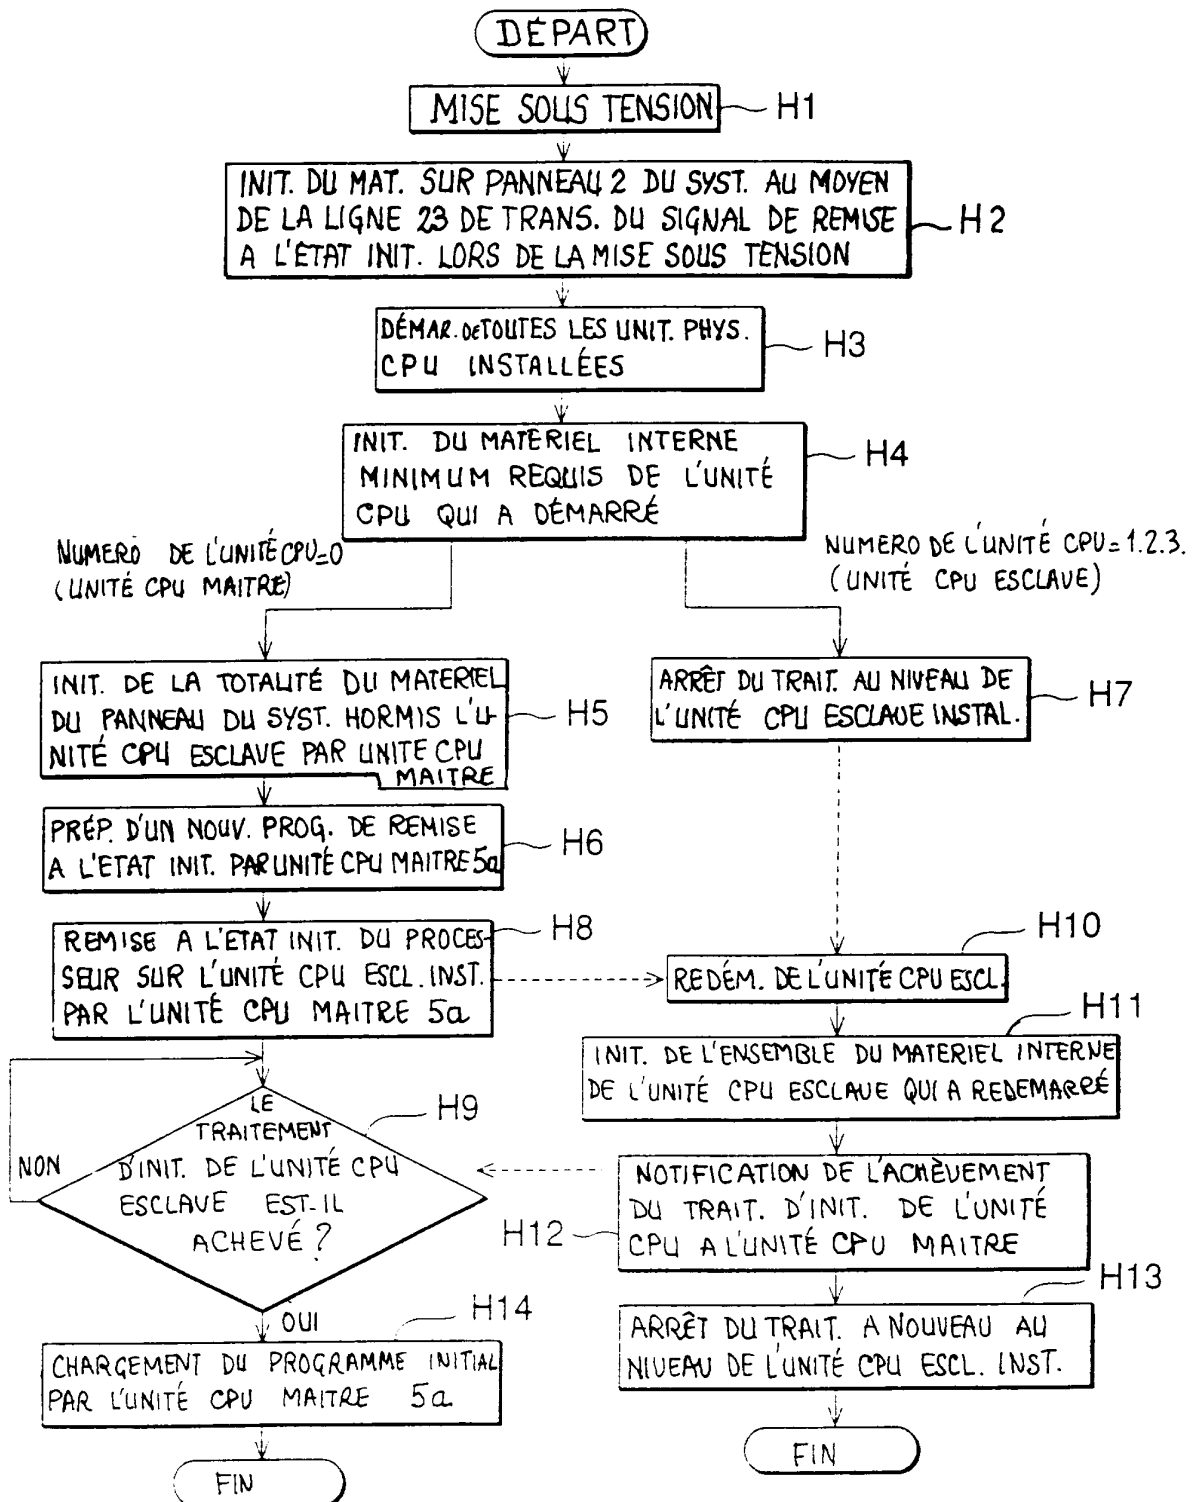 DÉPART
MISE SOUS TENSION
H1
INIT. DU MAT. SUR PANNEAU 2 DU SYST. AU MOYEN
DE LA LIGNE 23 DE TRANS. DU SIGNAL DE REMISE
A L'ÉTAT INIT. LORS DE LA MISE SOUS TENSION
H2
DÉMAR. de TOUTES LES UNIT. PHYS.
CPU INSTALLÉES
H3
INIT. DU MATERIEL INTERNE
MINIMUM REQUIS DE L'UNITÉ
CPU QUI A DÉMARRÉ
H4
NUMERO DE L'UNITÉ CPU=0
(UNITÉ CPU MAITRE)
NUMERO DE L'UNITÉ CPU=1.2.3.
(UNITÉ CPU ESCLAVE)
INIT. DE LA TOTALITÉ DU MATERIEL
DU PANNEAU DU SYST. HORMIS L'U-
NITÉ CPU ESCLAVE PAR UNITE CPU
MAITRE
H5
ARRÊT DU TRAIT. AU NIVEAU DE
L'UNITÉ CPU ESCLAVE INSTAL.
H7
PRÉP. D'UN NOUV. PROG. DE REMISE
A L'ETAT INIT. PAR UNITÉ CPU MAITRE 5a
H6
REMISE A L'ETAT INIT. DU PROCES-
SEUR SUR L'UNITÉ CPU ESCL. INST.
PAR L'UNITÉ CPU MAITRE 5a
H8
REDÉM. DE L'UNITÉ CPU ESCL.
H10
INIT. DE L'ENSEMBLE DU MATERIEL INTERNE
DE L'UNITÉ CPU ESCLAVE QUI A REDEMARRÉ
H11
LE
TRAITEMENT
D'INIT. DE L'UNITÉ CPU
ESCLAVE EST-IL
ACHEVÉ ?
H9
NON
OUI
NOTIFICATION DE L'ACHÈVEMENT
DU TRAIT. D'INIT. DE L'UNITÉ
CPU A L'UNITÉ CPU MAITRE
H12
ARRÊT DU TRAIT. A NOUVEAU AU
NIVEAU DE L'UNITÉ CPU ESCL. INST.
H13
CHARGEMENT DU PROGRAMME INITIAL
PAR L'UNITÉ CPU MAITRE 5a
H14
FIN
FIN